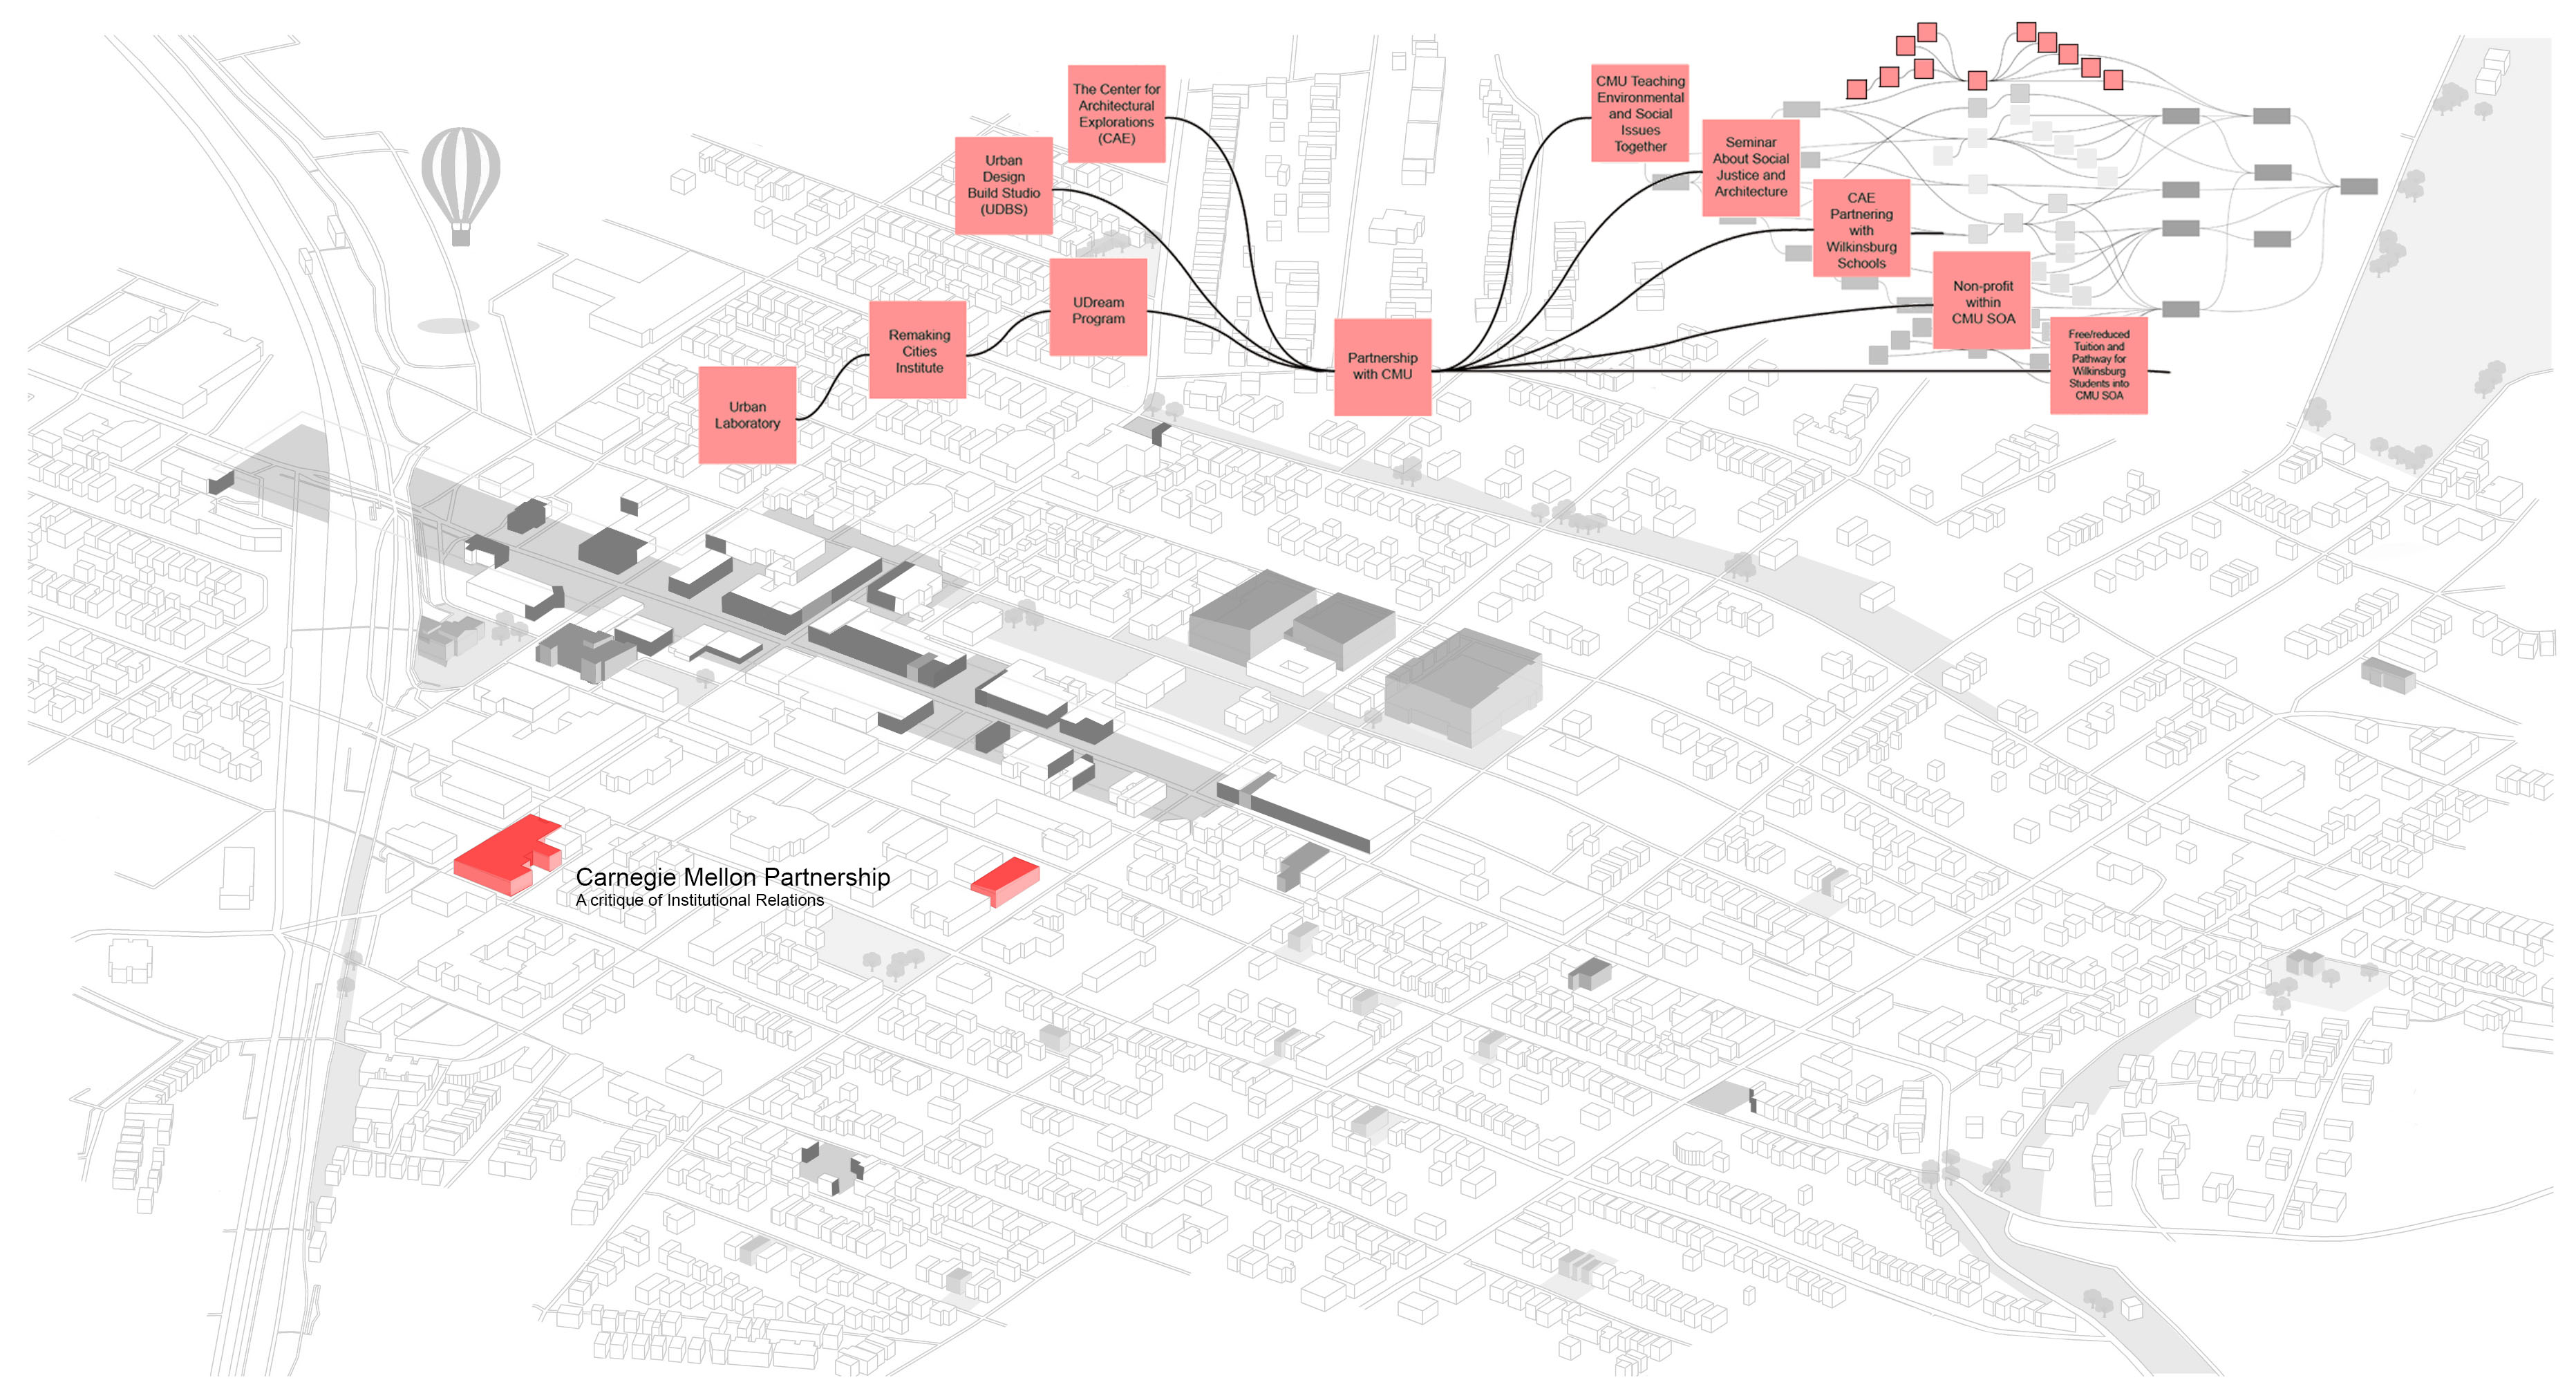 The Center for
Architectural
Explorations
(CAE)
Urban
Design
Build Studio
(UDBS)
UDream
Program
Remaking
Cities
Institute
Urban
Laboratory
Partnership
with CMU
CMU Teaching
Environmental
and Social
Issues
Together
Seminar
About Social
Justice and
Architecture
CAE
Partnering
with
Wilkinsburg
Schools
Non-profit
within
CMU SOA
Free/reduced
Tuition and
Pathway for
Wilkinsburg
Students into
CMU SOA
Carnegie Mellon Partnership
A critique of Institutional Relations